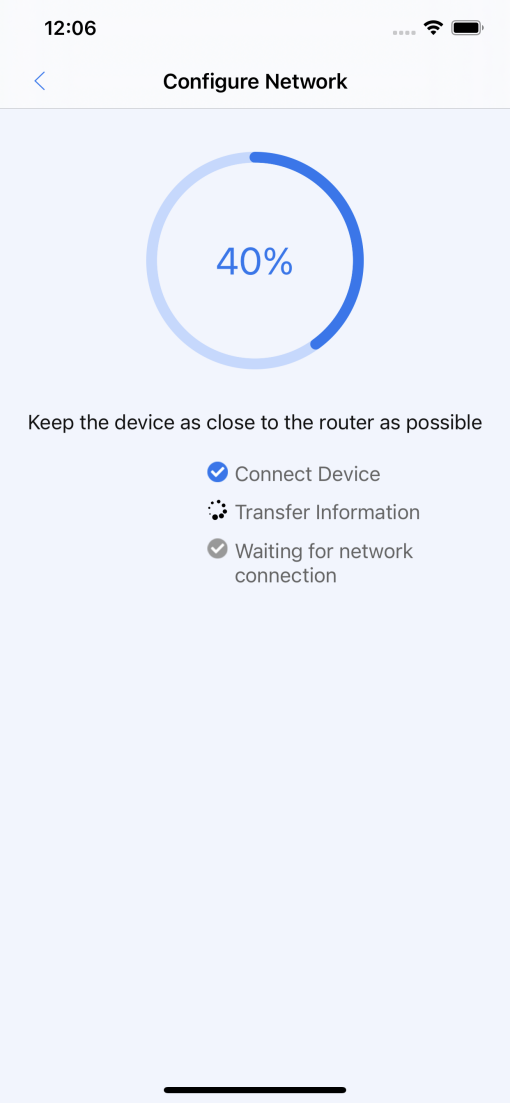 12:06
Configure Network
40%
Keep the device as close to the router as possible
Connect Device
Transfer Information
Waiting for network
connection